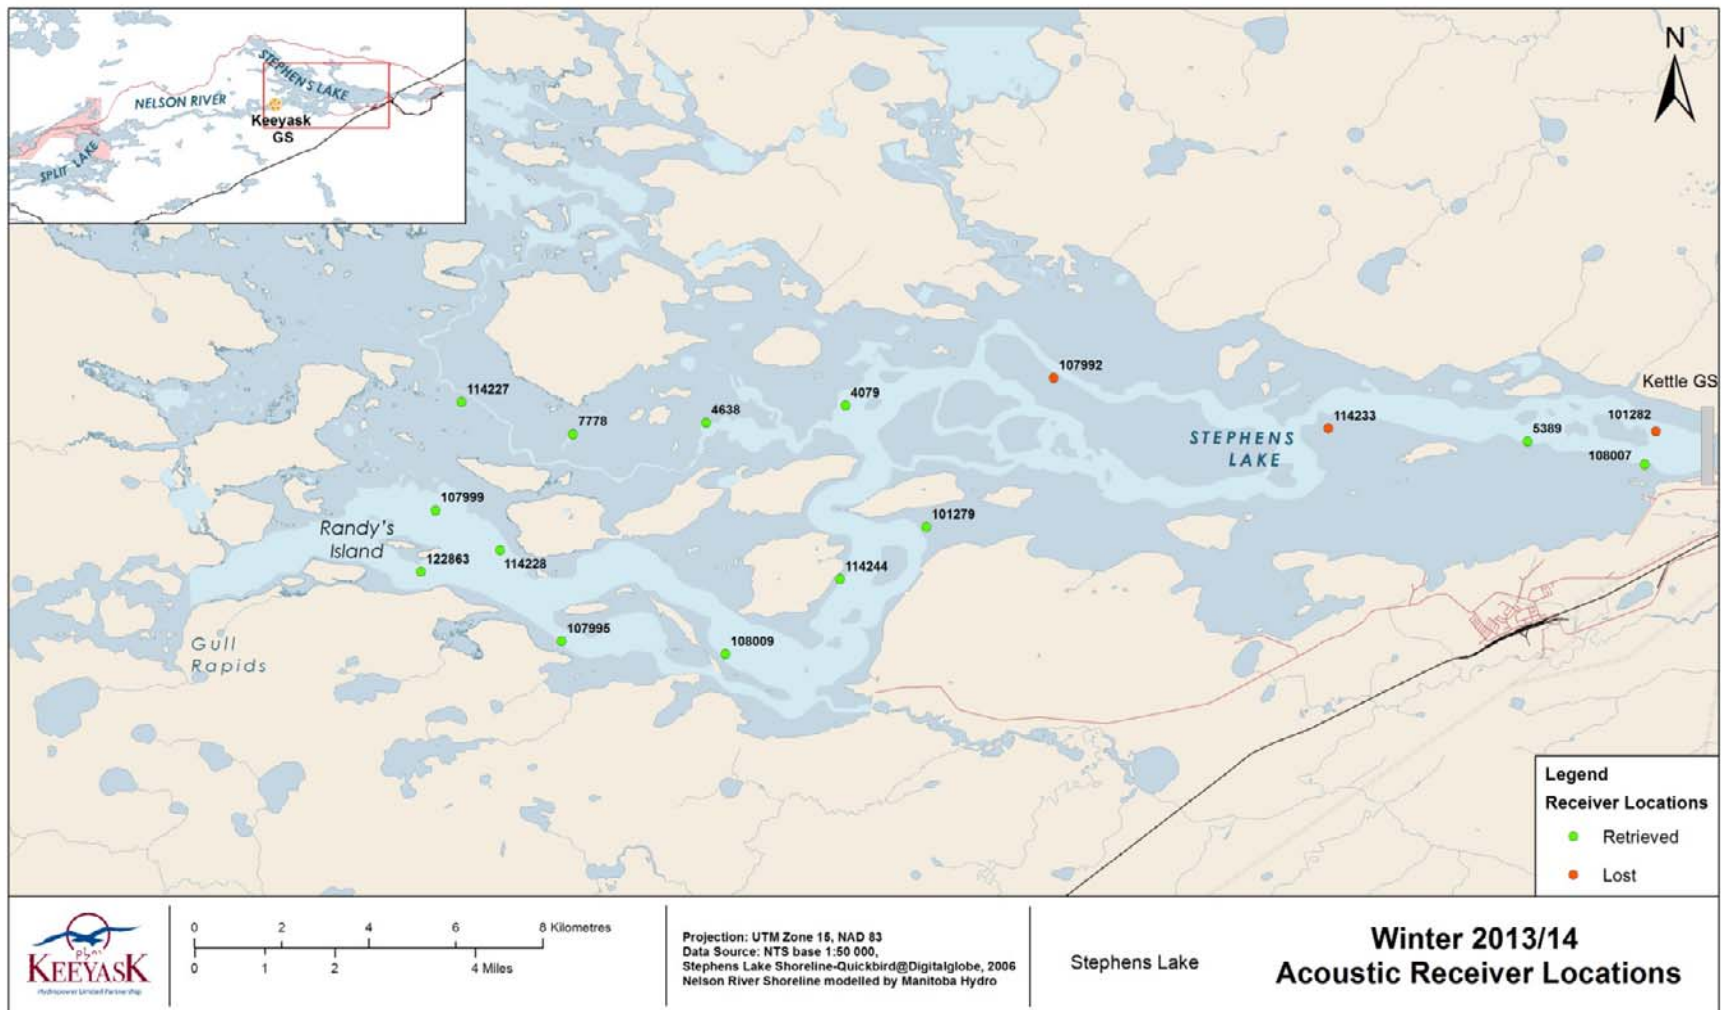 STEPHENS LAKE
NELSON RIVER
Keeyask
GS
SPLIT LAKE
N
107992
Kettle GS
114227
4079
101282
4638
114233
7778
5389
STEPHENS
LAKE
108007
107999
Randy's
Island
101279
122863
114228
114244
107995
108009
Gull
Rapids
Legend
Receiver Locations
Retrieved
Lost
KEEYASK
Hydropower Limited Partnership
0 2 4 6 8 Kilometres
0 1 2 4 Miles
Projection: UTM Zone 15, NAD 83
Data Source: NTS base 1:50 000,
Stephens Lake Shoreline-Quickbird@Digitalglobe, 2006
Nelson River Shoreline modelled by Manitoba Hydro
Stephens Lake
Winter 2013/14
Acoustic Receiver Locations